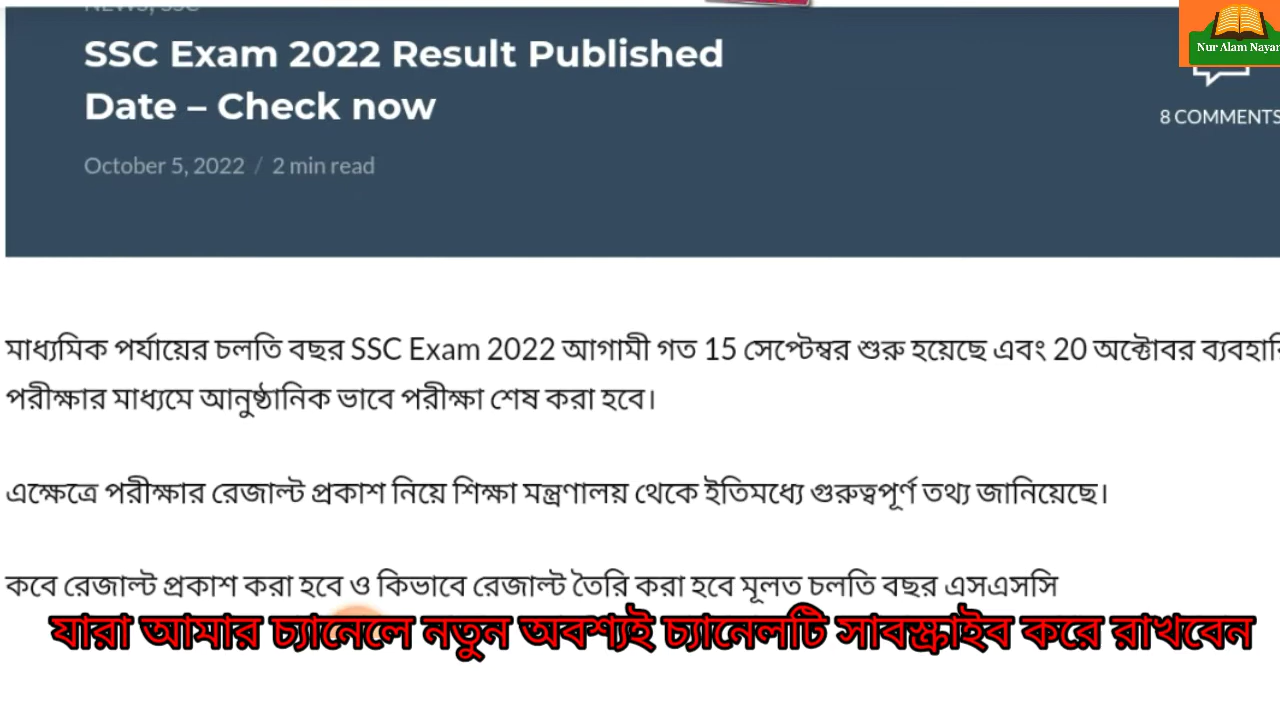 NEWS, SSC
SSC Exam 2022 Result Published
Date – Check now
October 5, 2022 / 2 min read
Nur Alam Nayan
8 COMMENTS
মাধ্যমিক পর্যায়ের চলতি বছর SSC Exam 2022 আগামী গত 15 সেপ্টেম্বর শুরু হয়েছে এবং 20 অক্টোবর
পরীক্ষার মাধ্যমে আনুষ্ঠানিক ভাবে পরীক্ষা শেষ করা হবে।
এক্ষেত্রে পরীক্ষার রেজাল্ট প্রকাশ নিয়ে শিক্ষা মন্ত্রণালয় থেকে ইতিমধ্যে গুরুত্বপূর্ণ তথ্য জানিয়েছে।
কবে রেজাল্ট প্রকাশ করা হবে ও কিভাবে রেজাল্ট তৈরি করা হবে মূলত চলতি বছর এসএসসি
যারা আমার চ্যানেলে নতুন অবশ্যই চ্যানেলটি সাবস্ক্রাইব করে রাখবেন